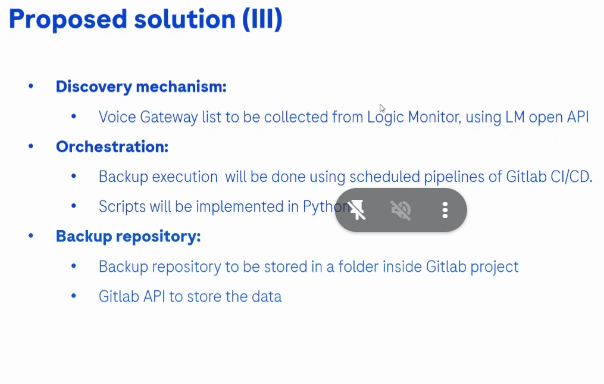 Proposed solution (III)
• Discovery mechanism:
• Voice Gateway list to be collected from Logic Monitor, using LM open API
• Orchestration:
• Backup execution will be done using scheduled pipelines of Gitlab CI/CD.
• Scripts will be implemented in Python
• Backup repository:
• Backup repository to be stored in a folder inside Gitlab project
• Gitlab API to store the data